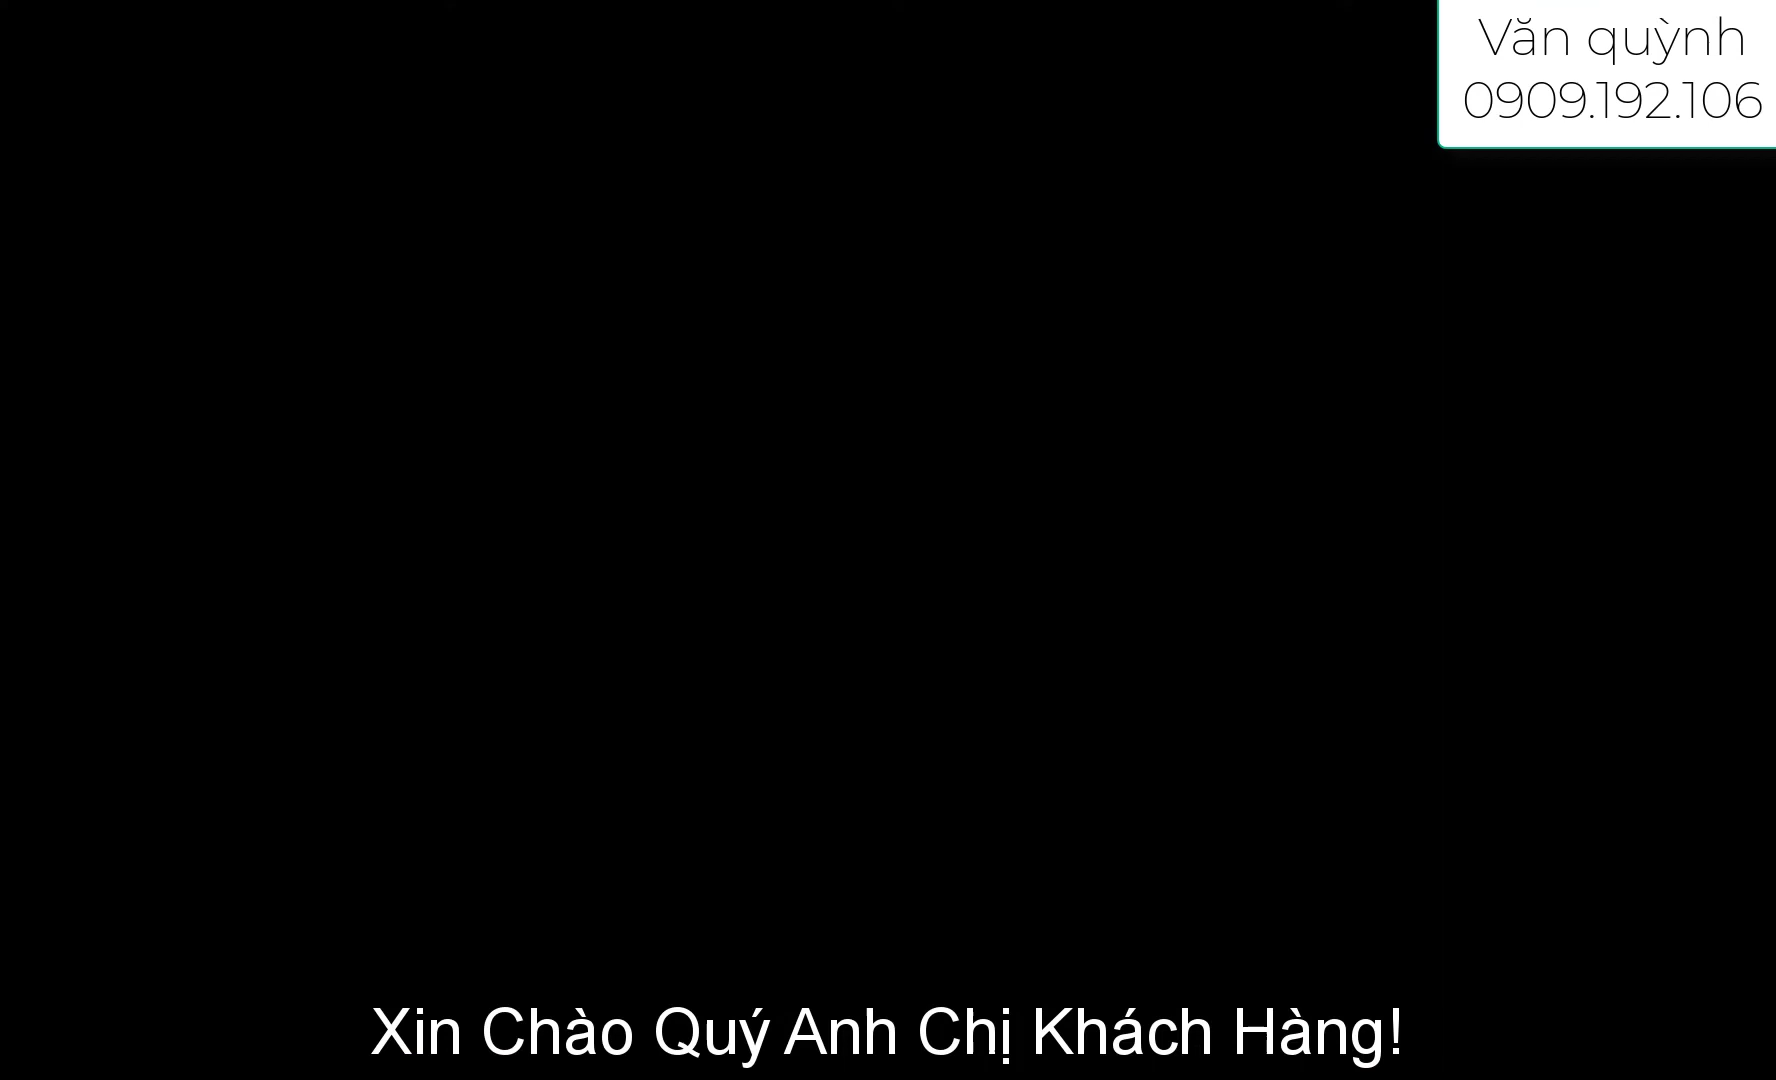 Văn quỳnh
0909.192.106
Xin Chào Quý Anh Chị Khách Hàng!